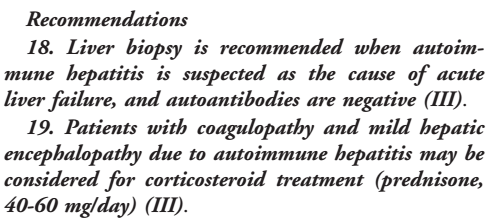 Recommendations
18. Liver biopsy is recommended when autoim-
mune hepatitis is suspected as the cause of acute
liver failure, and autoantibodies are negative (III).
19. Patients with coagulopathy and mild hepatic
encephalopathy due to autoimmune hepatitis may be
considered for corticosteroid treatment (prednisone,
40-60 mg/day) (III).